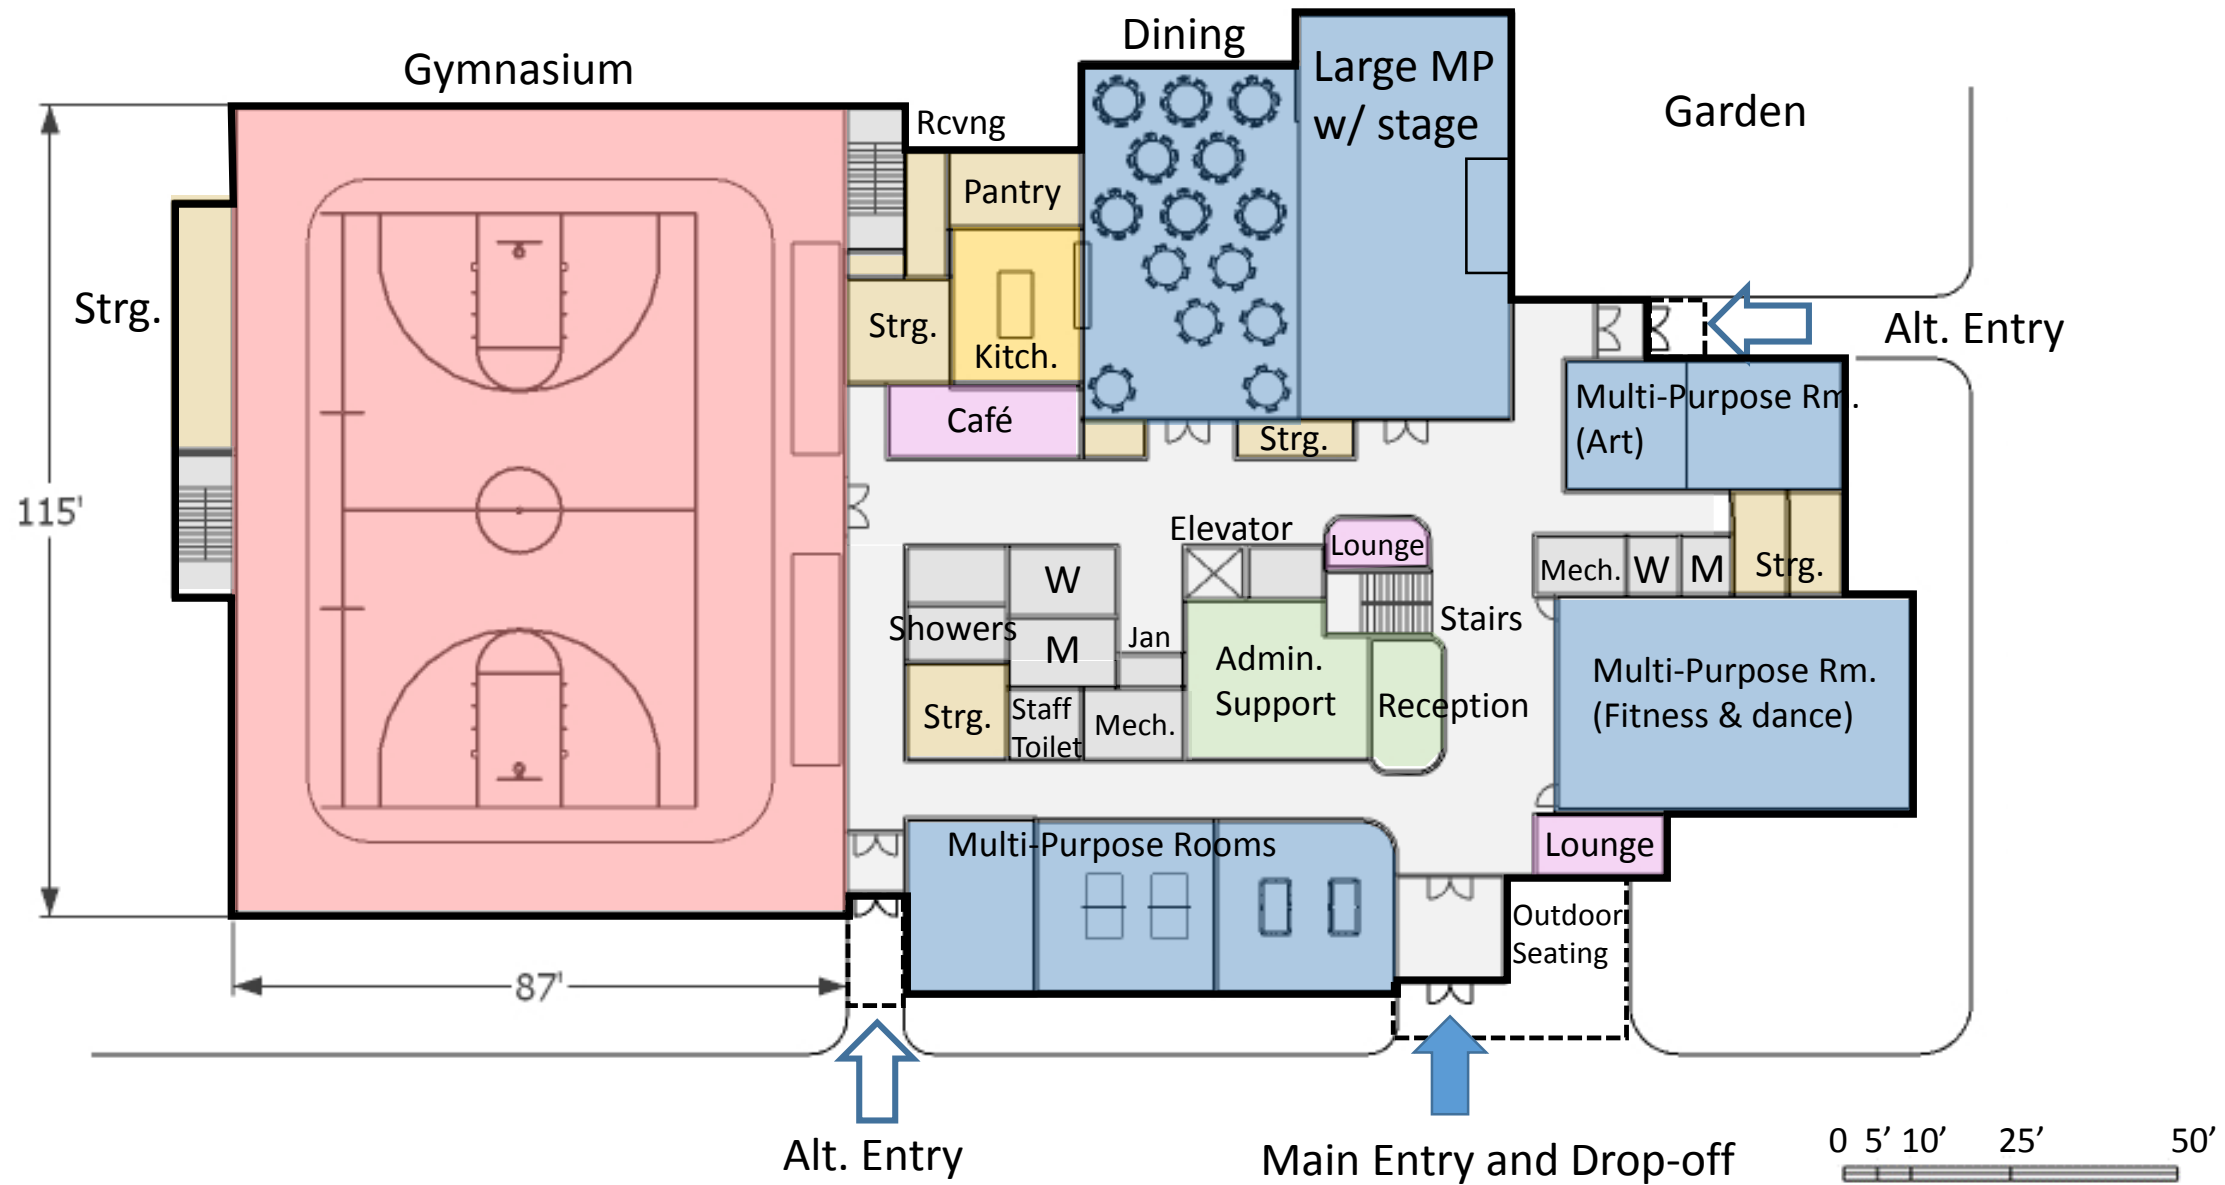 Dining
Gymnasium
Large MP
w/ stage
Garden
Rcvng
Pantry
Strg.
Strg.
Kitch.
Alt. Entry
Café
Strg.
Multi-Purpose Rm.
(Art)
115'
Elevator
Lounge
W
Mech.
W
M
Strg.
Showers
M
Jan
Stairs
Admin.
Support
Reception
Multi-Purpose Rm.
(Fitness & dance)
Strg.
Staff
Toilet
Mech.
Multi-Purpose Rooms
Lounge
Outdoor
Seating
87'
Alt. Entry
Main Entry and Drop-off
0 5’ 10’ 25’ 50’